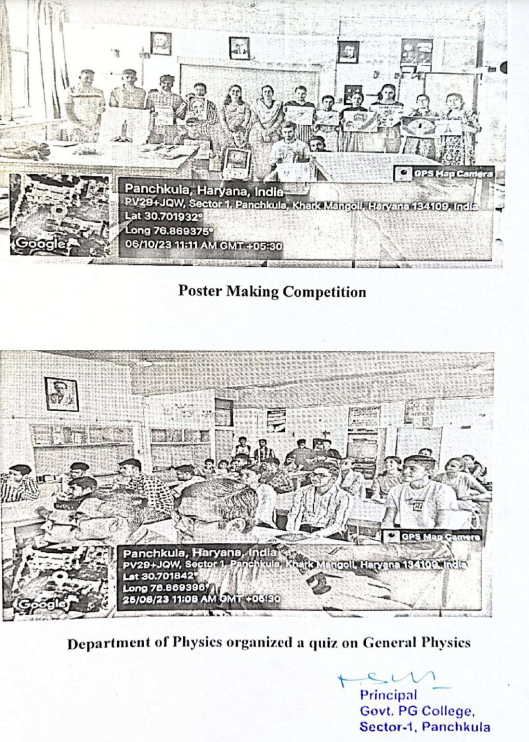 GPS Map Camera
Panchkula, Haryana, India
PV29+JQW, Sector 1, Panchkula, Khark Mangoli, Haryana 134109, India
Lat 30.701932°
Long 76.869375°
06/10/23 11:11 AM GMT +05:30
Google
Poster Making Competition
GPS Map Camera
Panchkula, Haryana, India
PV29+JQW, Sector 1, Panchkula, Khark Mangoli, Haryana 134109, India
Lat 30.701842°
Long 76.869396°
25/08/23 11:08 AM GMT +05:30
Google
Department of Physics organized a quiz on General Physics
Principal
Govt. PG College,
Sector-1, Panchkula